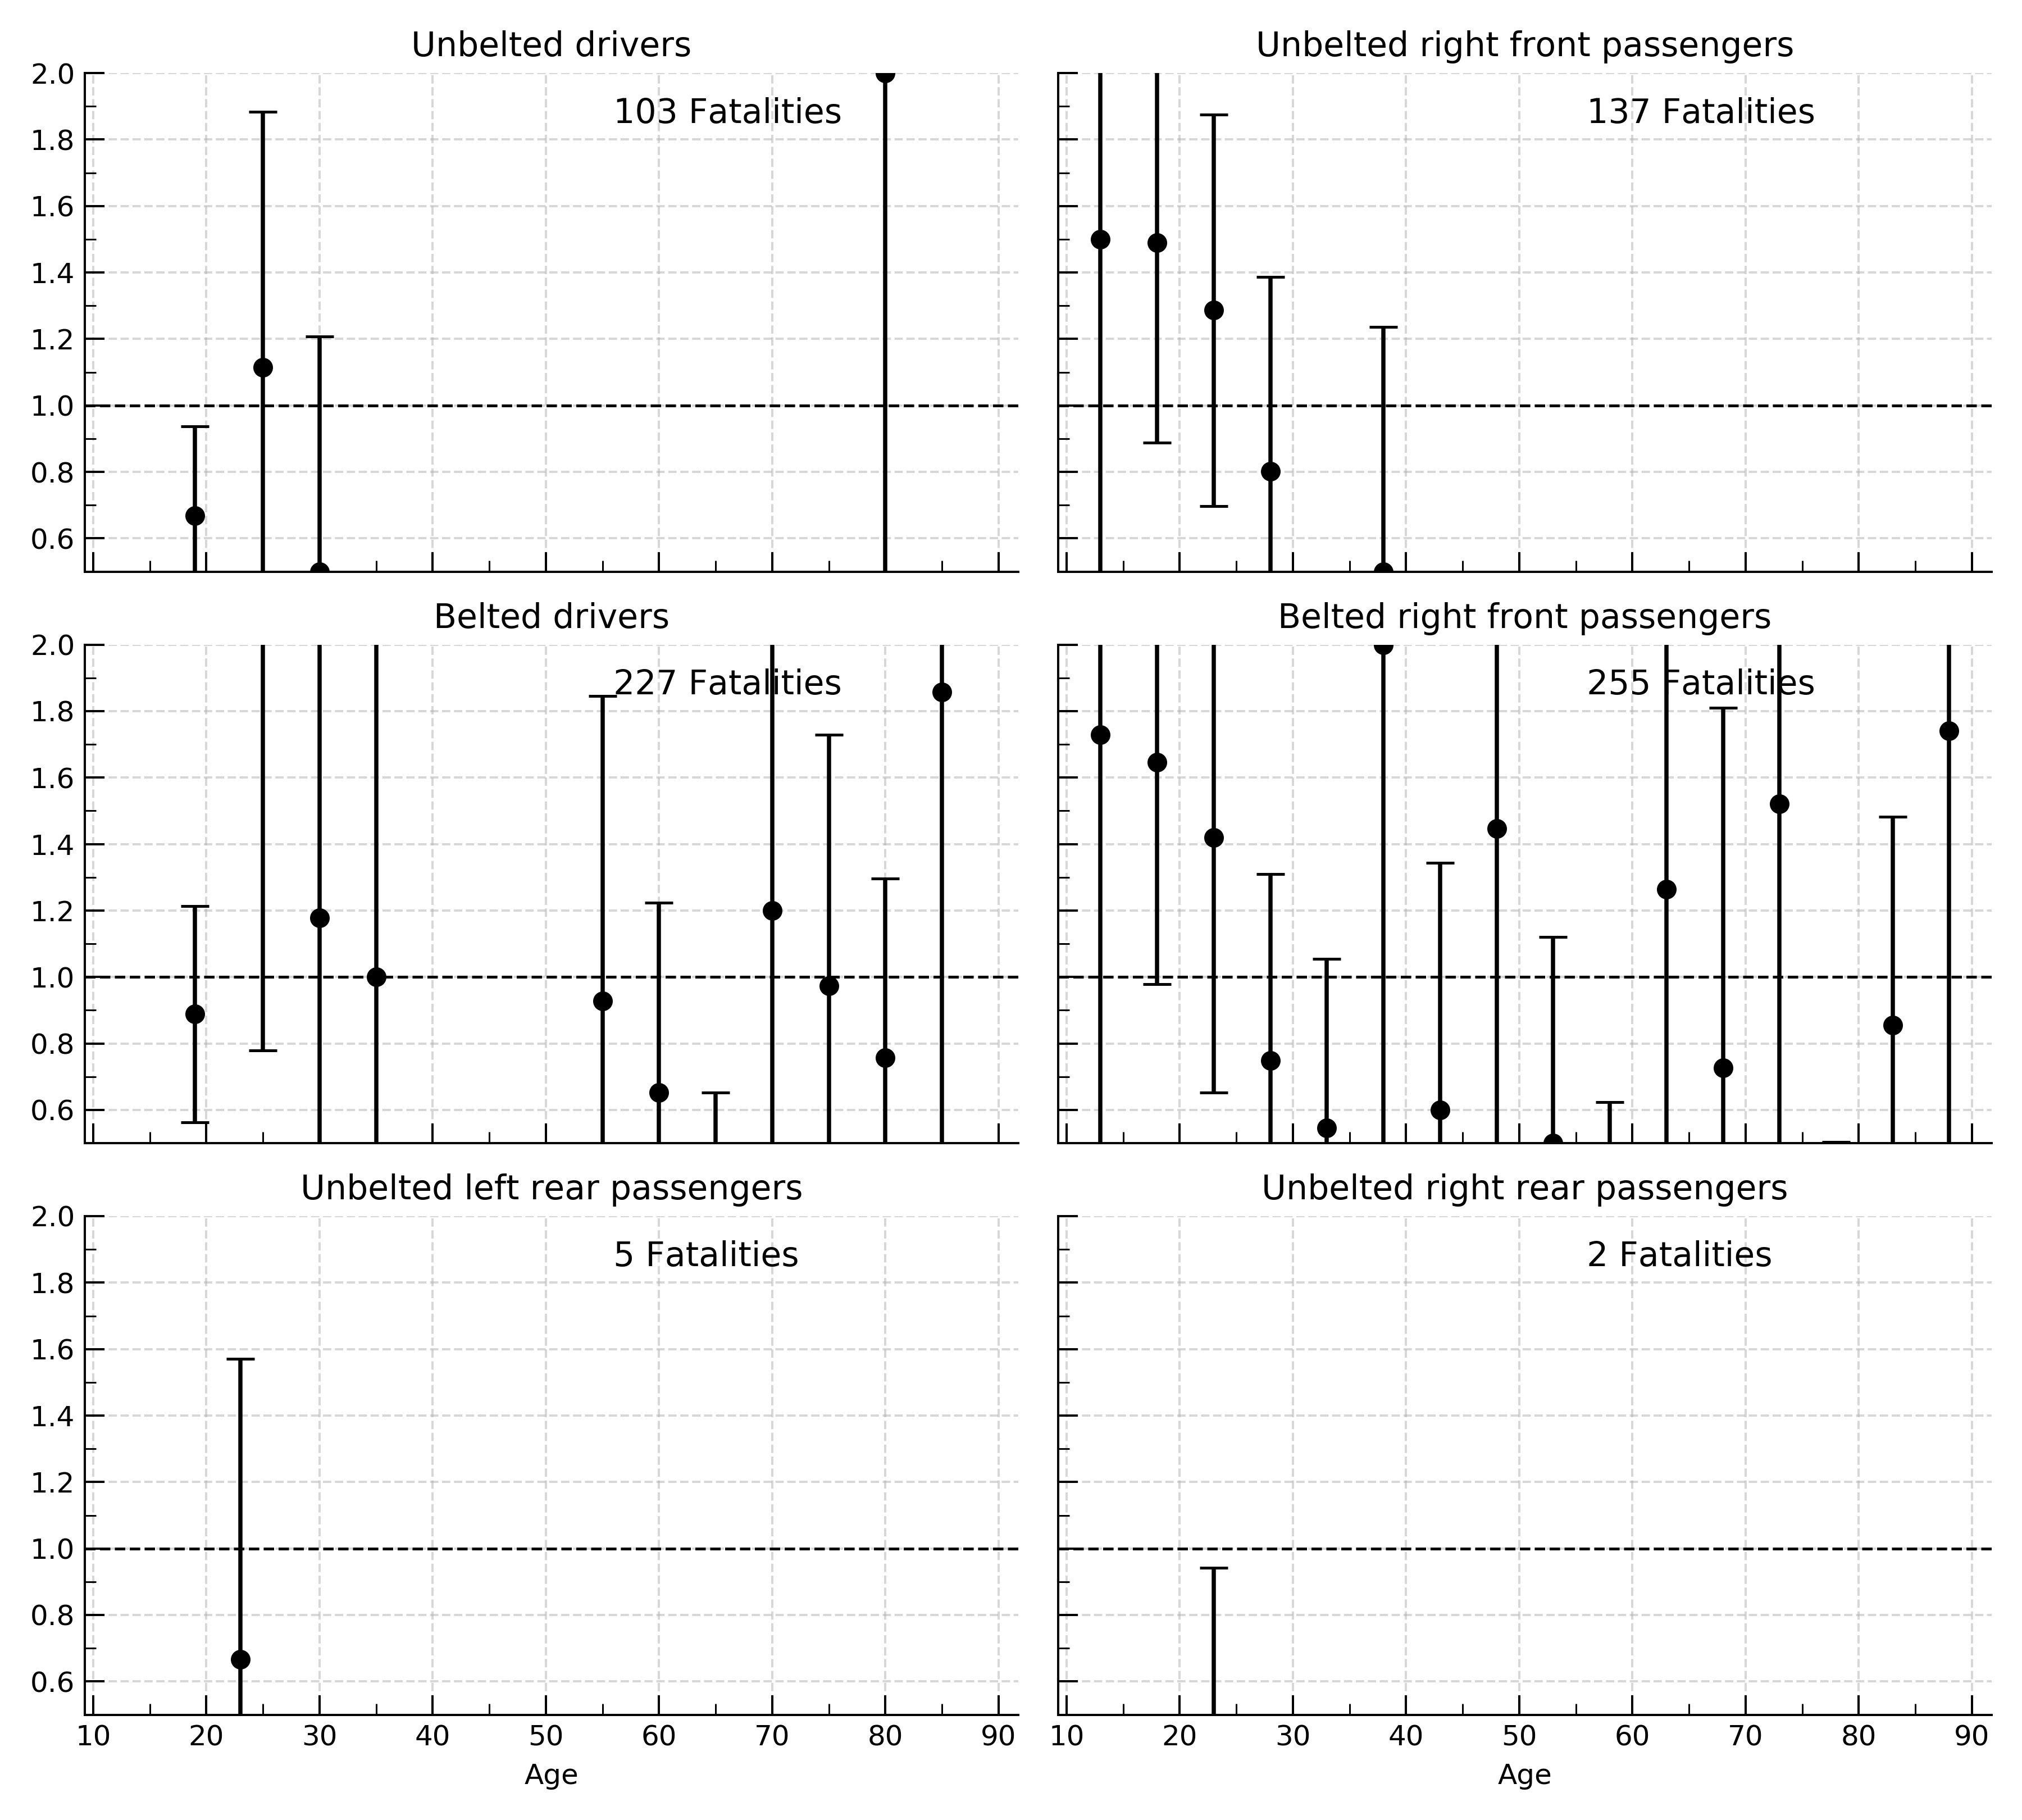 Unbelted drivers
Unbelted right front passengers
2.0
1.8
1.6
1.4
1.2
1.0
0.8
0.6
103 Fatalities
137 Fatalities
Belted drivers
Belted right front passengers
2.0
1.8
1.6
1.4
1.2
1.0
0.8
0.6
227 Fatalities
255 Fatalities
Unbelted left rear passengers
Unbelted right rear passengers
2.0
1.8
1.6
1.4
1.2
1.0
0.8
0.6
5 Fatalities
2 Fatalities
10 20 30 40 50 60 70 80 90
10 20 30 40 50 60 70 80 90
Age
Age